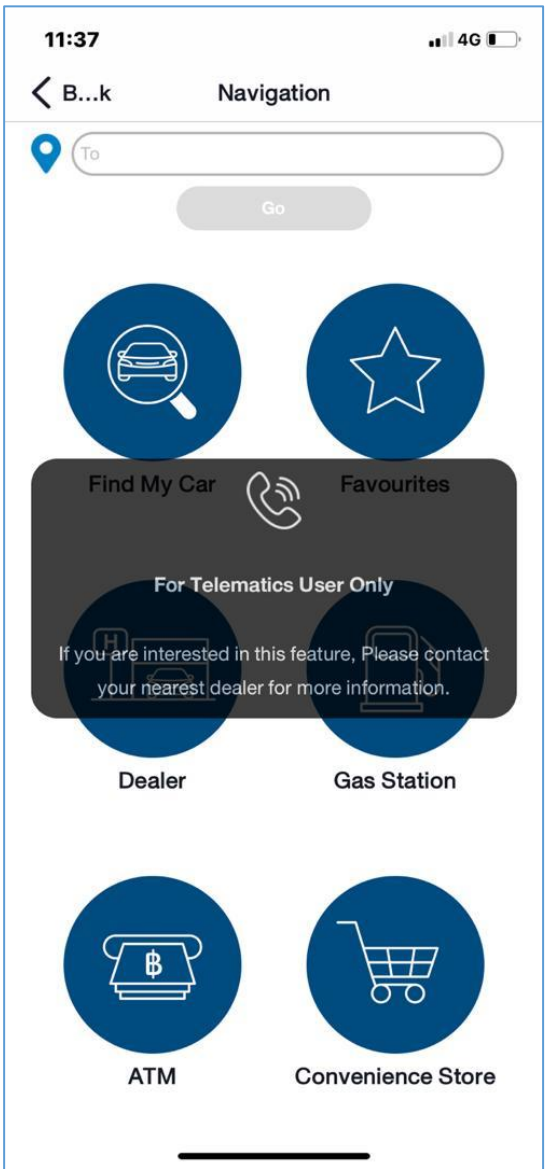 11:37
4G
B...k
Navigation
To
Go
Find My Car
Favourites
For Telematics User Only
H
If you are interested in this feature, Please contact
your nearest dealer for more information.
Dealer
Gas Station
฿
ATM
Convenience Store